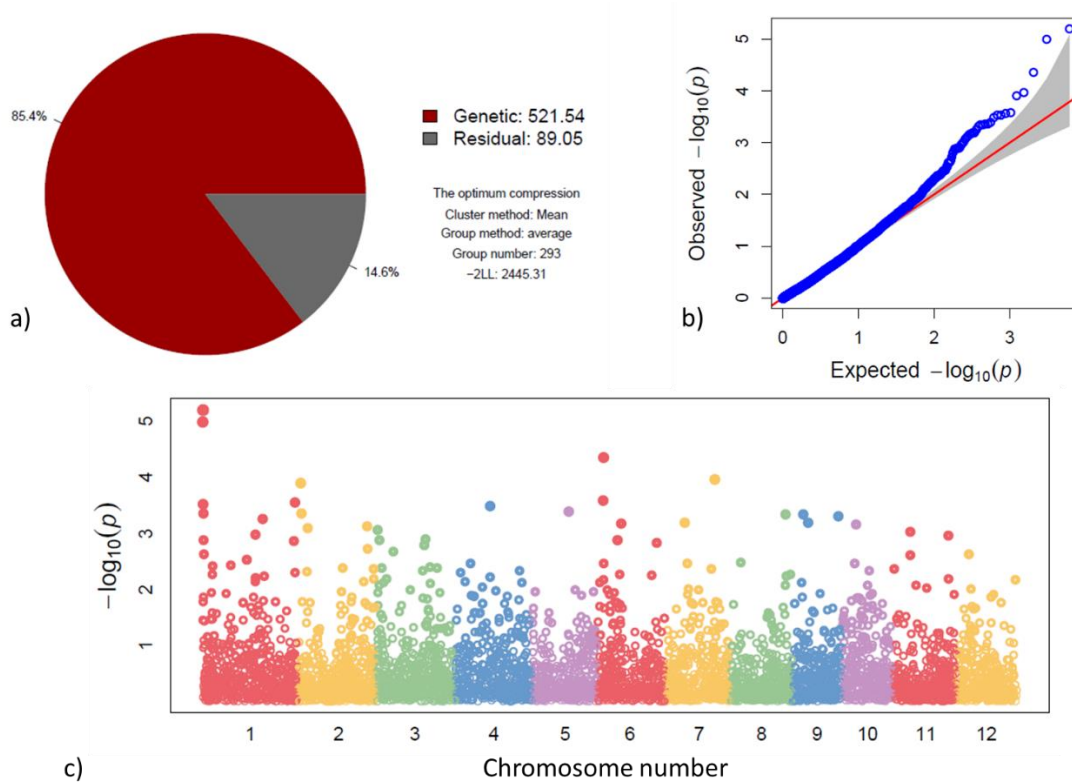 85.4%
14.6%
Genetic: 521.54
Residual: 89.05
The optimum compression
Cluster method: Mean
Group method: average
Group number: 293
−2LL: 2445.31
a)
Observed −log10(p)
5
4
3
2
1
0
0 1 2 3
Expected −log10(p)
b)
−log10(p)
5
4
3
2
1
1 2 3 4 5 6 7 8 9 10 11 12
Chromosome number
c)